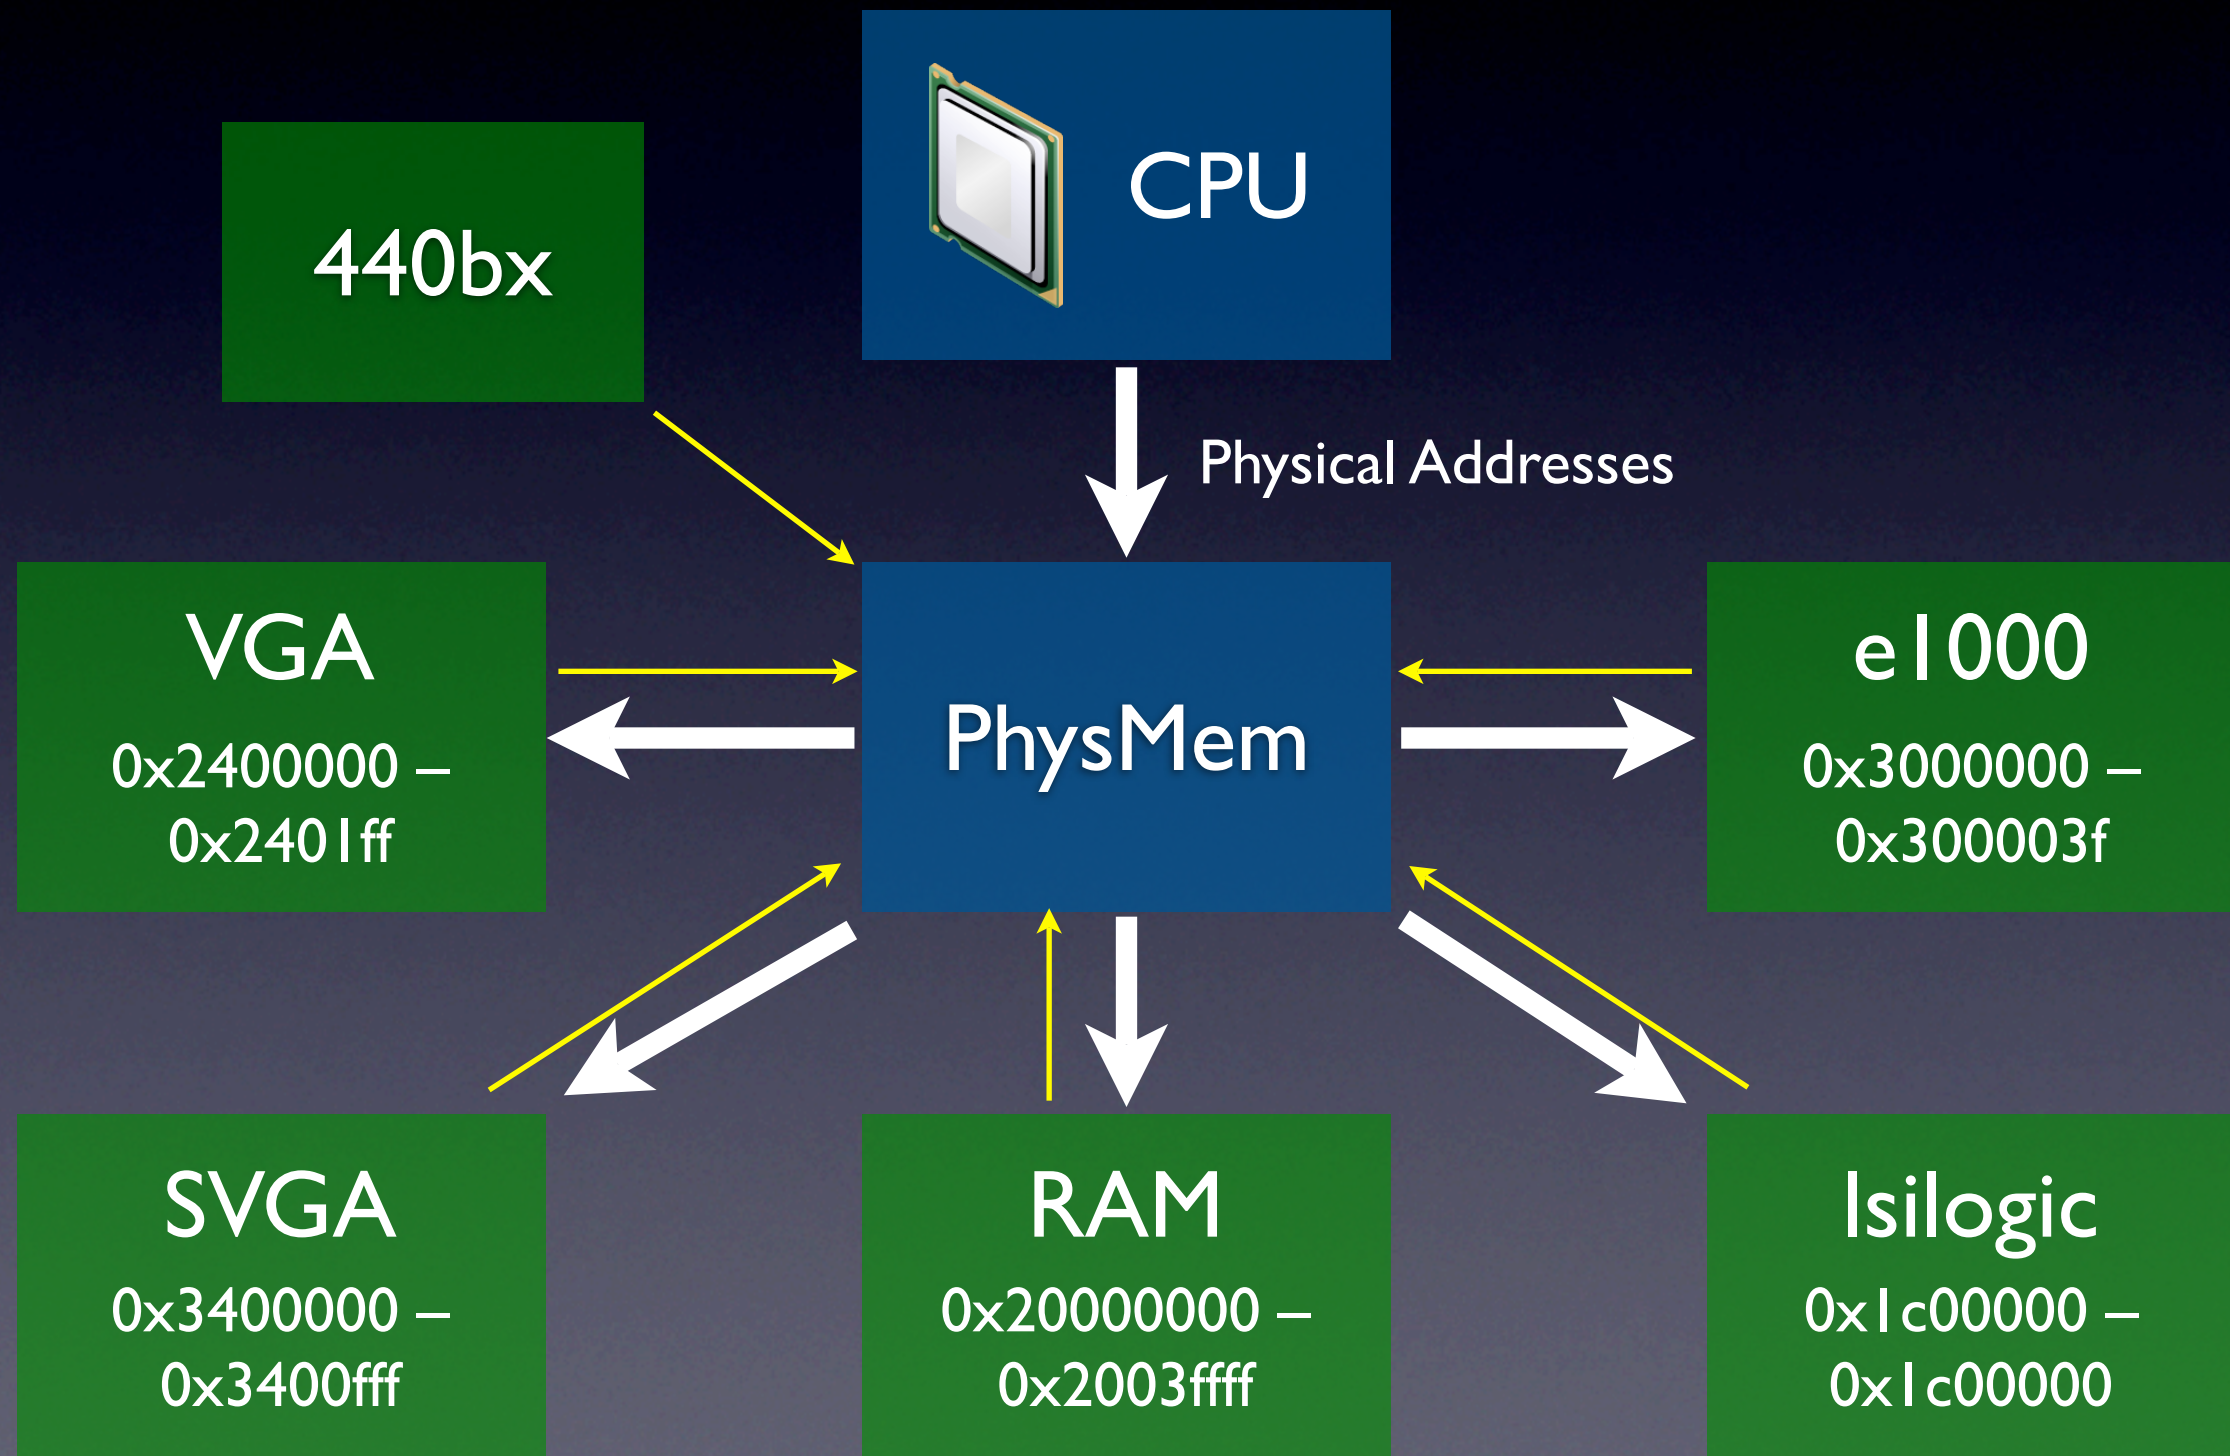 CPU
440bx
Physical Addresses
VGA
0x2400000 –
0x2401ff
PhysMem
e1000
0x3000000 –
0x300003f
SVGA
0x3400000 –
0x3400fff
RAM
0x20000000 –
0x2003ffff
lsilogic
0x1c00000 –
0x1c00000